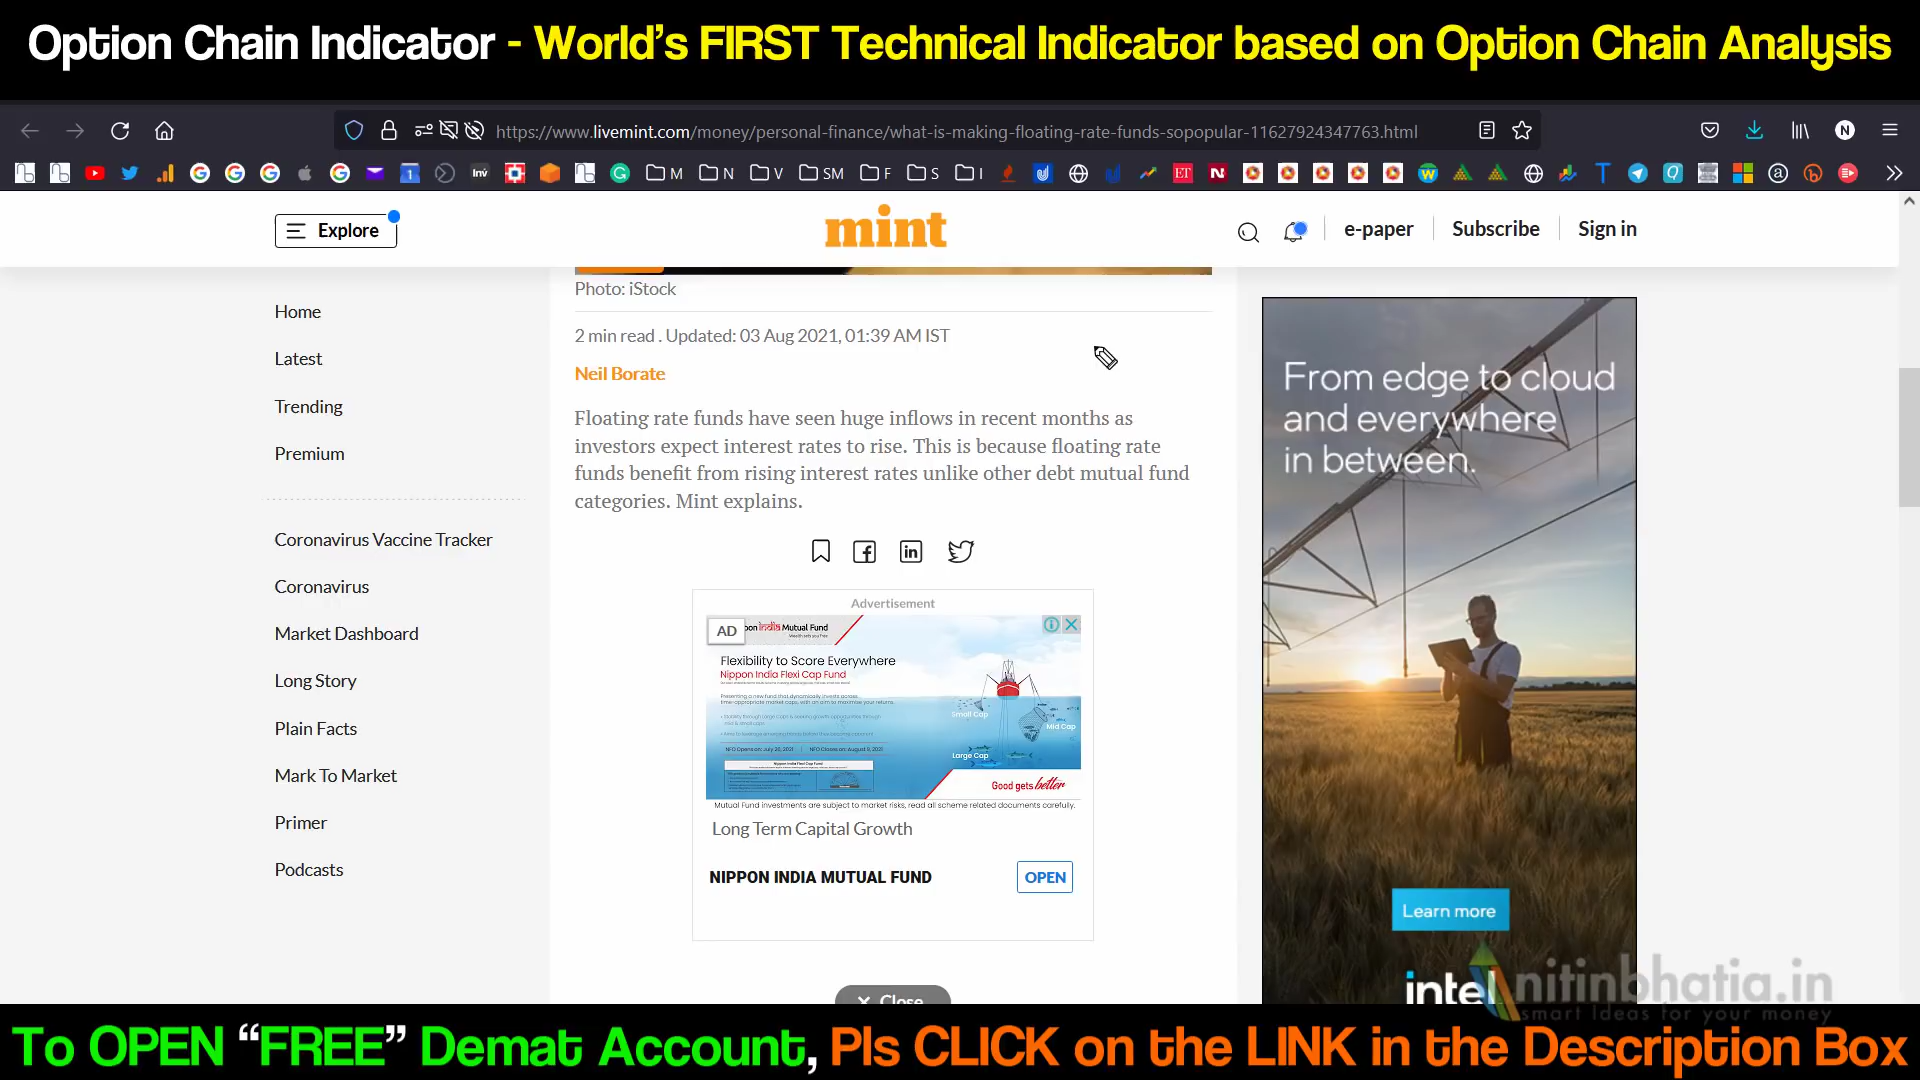 Option Chain Indicator - World's FIRST Technical Indicator based on Option Chain Analysis
https://www.livemint.com/money/personal-finance/what-is-making-floating-rate-funds-sopopular-11627924347763.html
M N V SM F S I
Explore
mint
e-paper
Subscribe
Sign in
Home
Latest
Trending
Premium
Coronavirus Vaccine Tracker
Coronavirus
Market Dashboard
Long Story
Plain Facts
Mark To Market
Primer
Podcasts
Photo: iStock
2 min read . Updated: 03 Aug 2021, 01:39 AM IST
Neil Borate
Floating rate funds have seen huge inflows in recent months as
investors expect interest rates to rise. This is because floating rate
funds benefit from rising interest rates unlike other debt mutual fund
categories. Mint explains.
Advertisement
AD
india Mutual Fund
Flexibility to Score Everywhere
Nippon India Flexi Cap Fund
Small Cap
Mid Cap
Large Cap
NFO Opens on: July 26, 2021
Good gets better
Mutual Fund investments are subject to market risks, read all scheme related documents carefully.
Long Term Capital Growth
NIPPON INDIA MUTUAL FUND
OPEN
Close
From edge to cloud
and everywhere
in between.
Learn more
intel
nitinbhatia.in
smart ideas for your money
To OPEN "FREE" Demat Account, Pls CLICK on the LINK in the Description Box